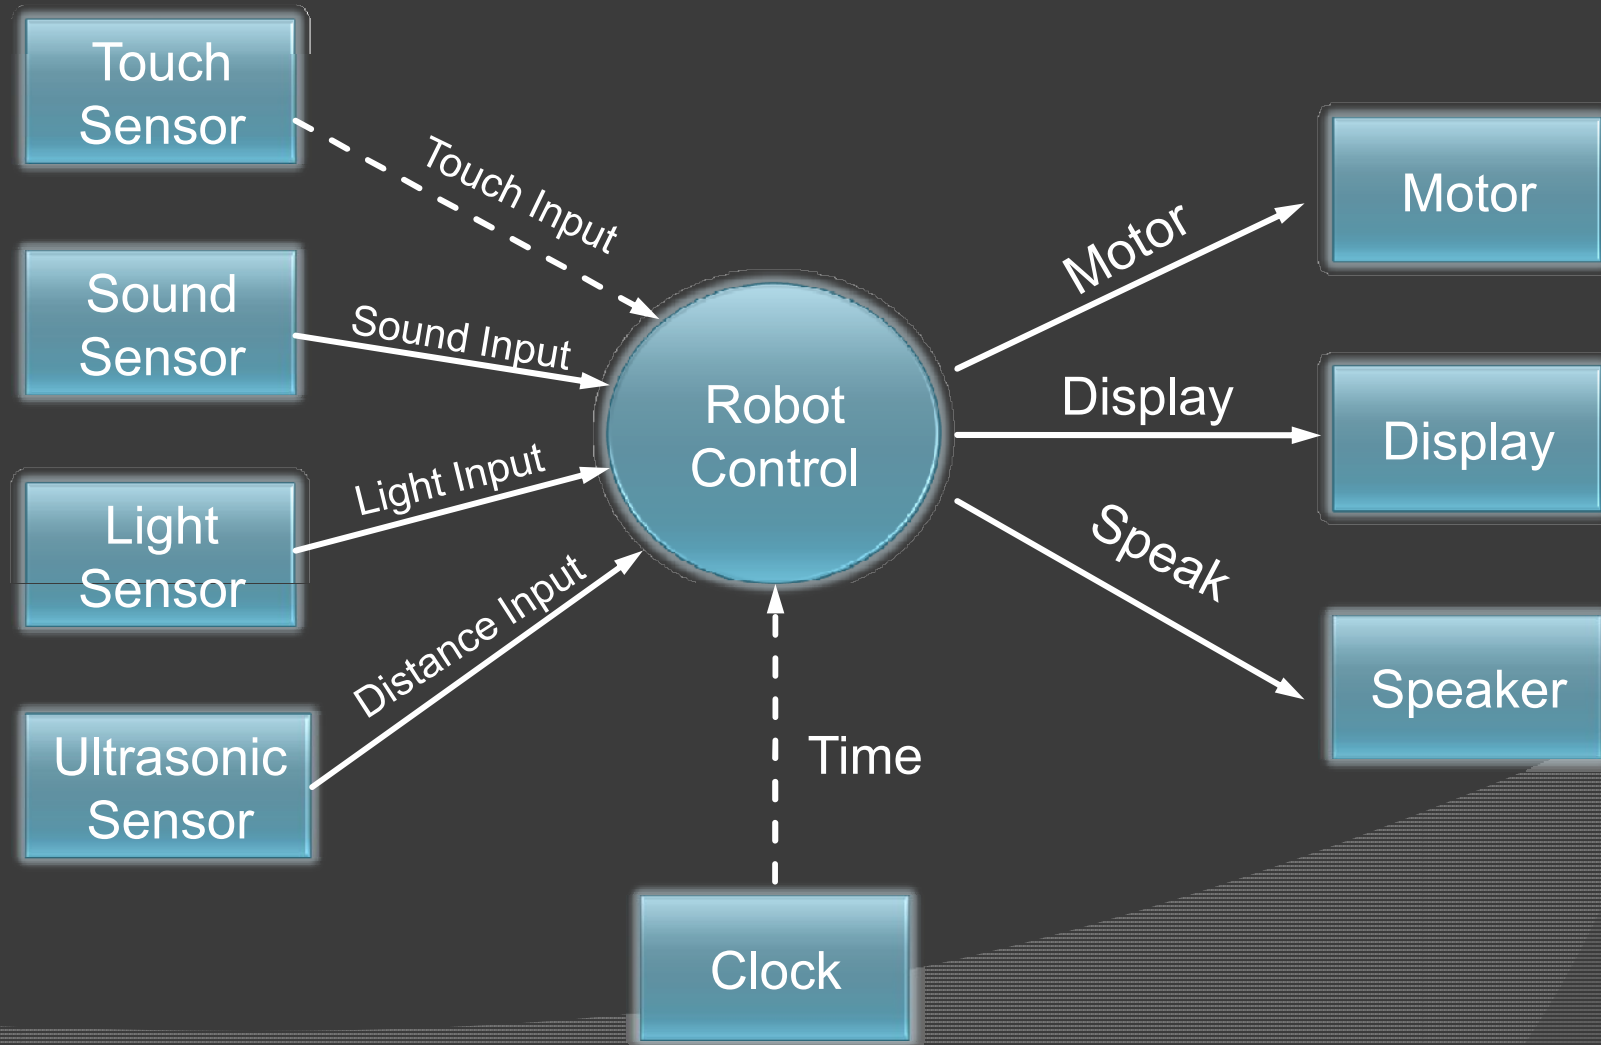 Touch
Sensor
Touch Input
Sound
Sensor
Sound Input
Light
Sensor
Light Input
Ultrasonic
Sensor
Distance Input
Robot
Control
Time
Clock
Motor
Motor
Display
Display
Speak
Speaker